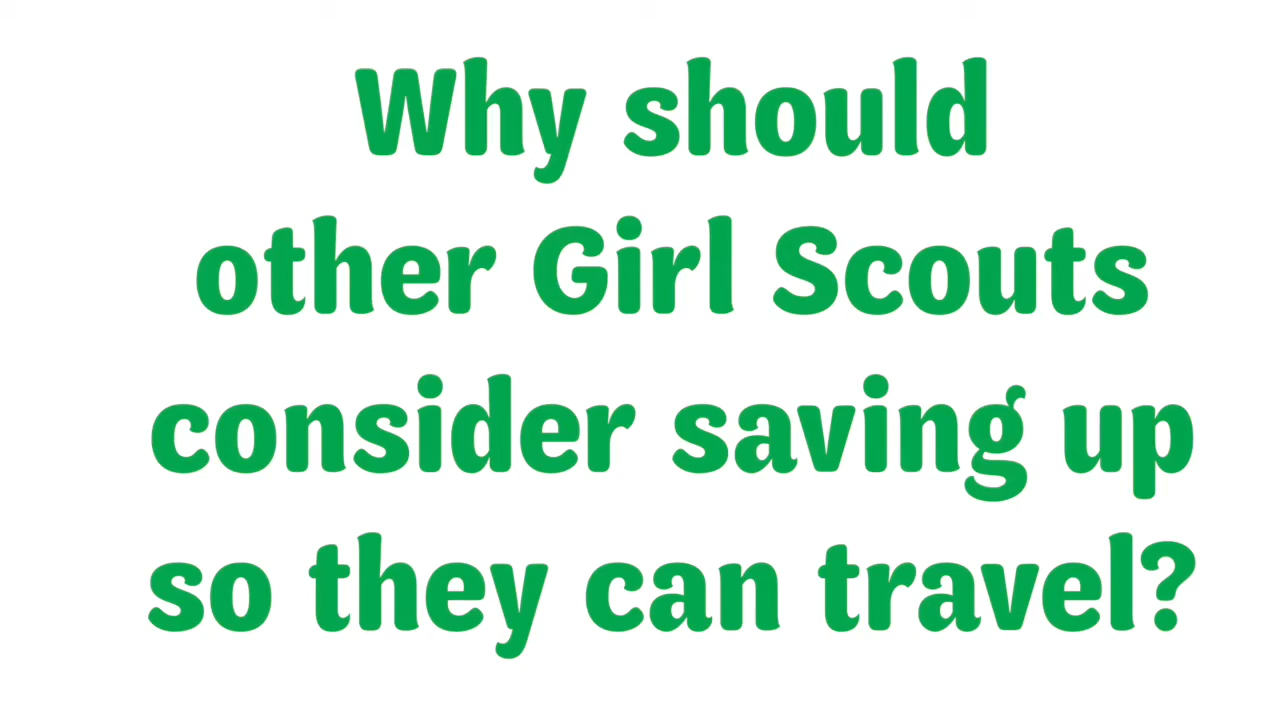 Why should
other Girl Scouts
consider saving up
so they can travel?